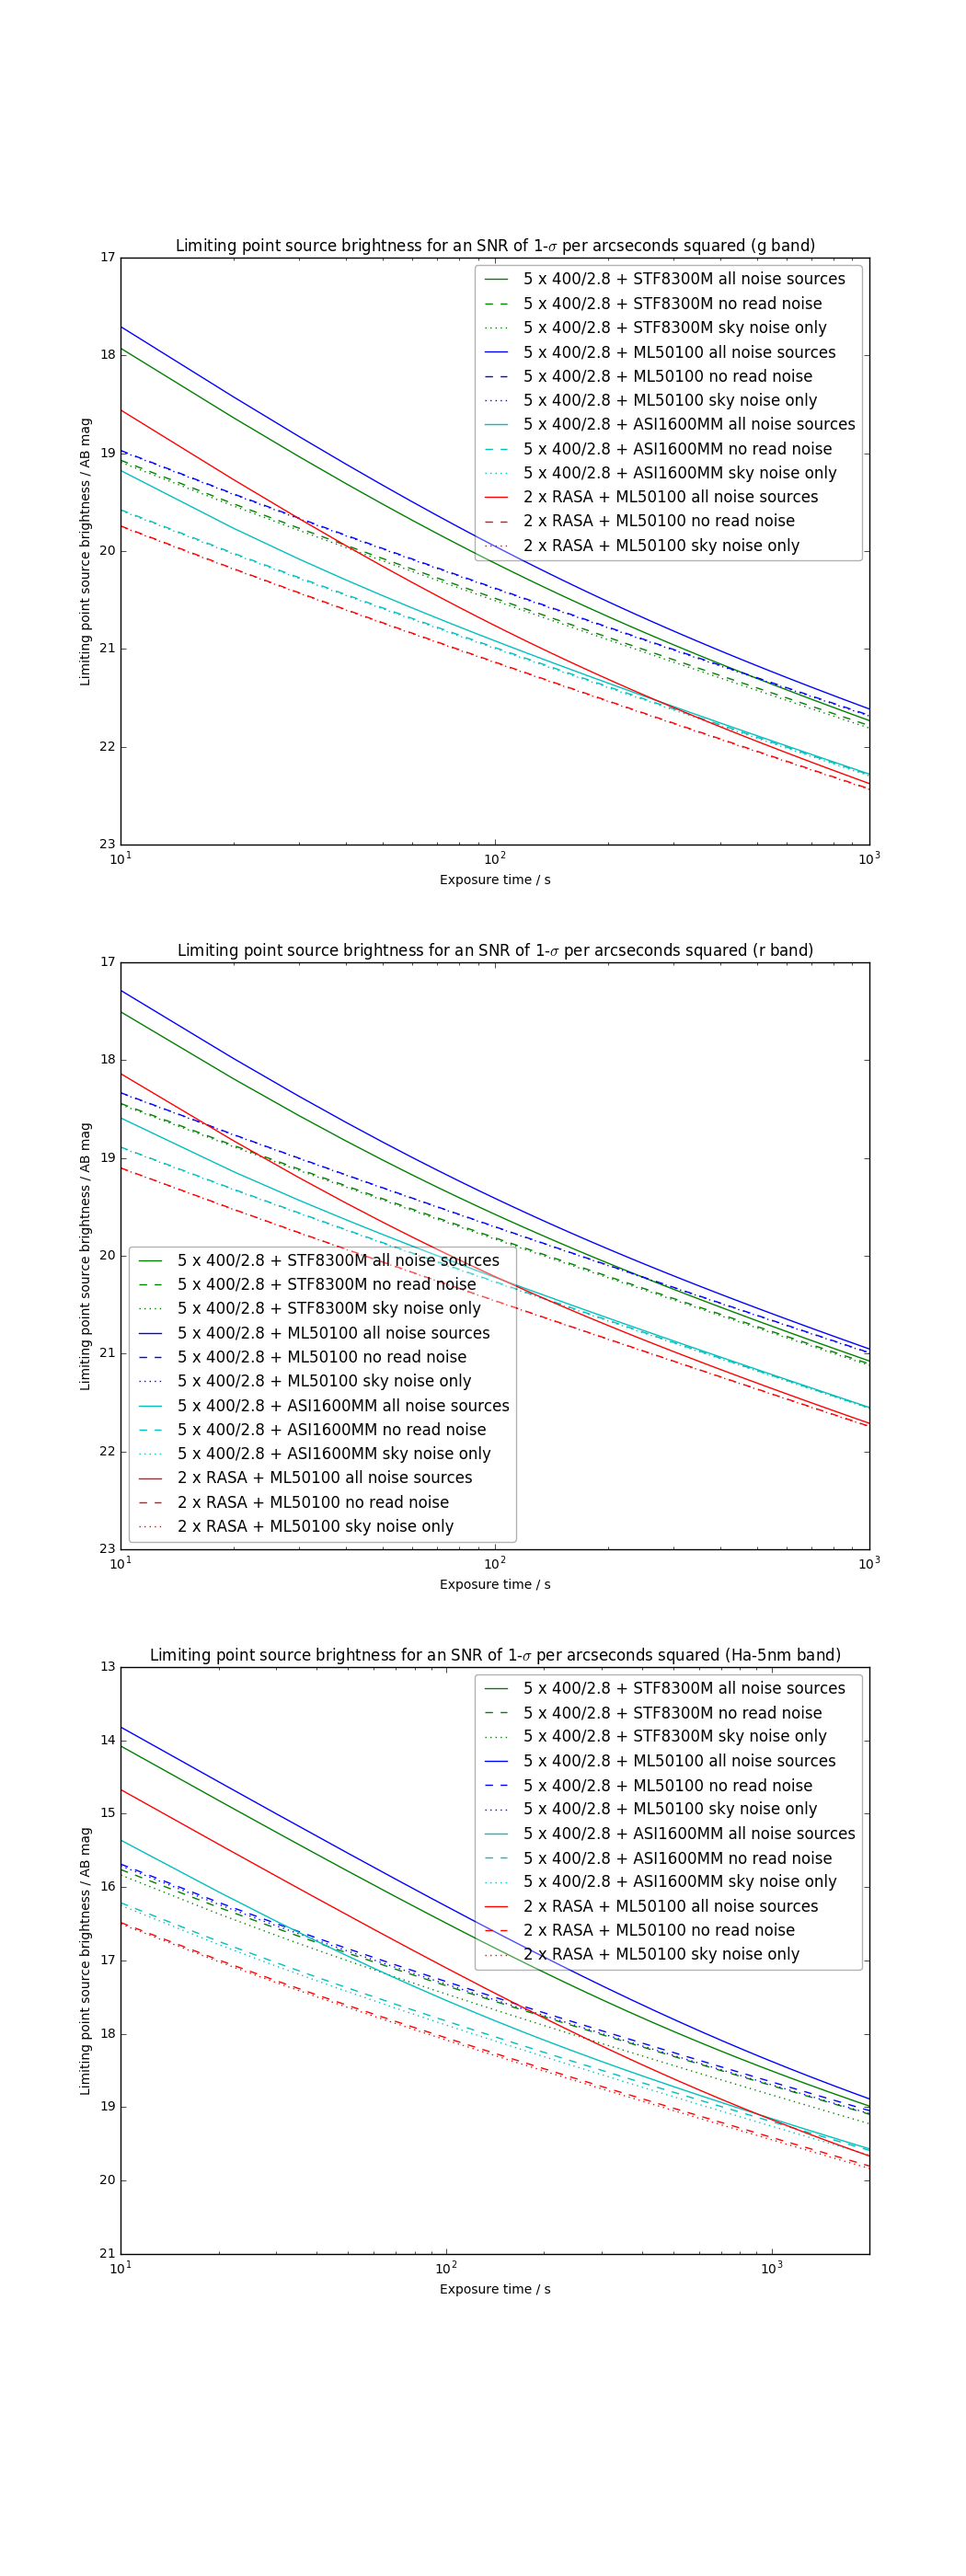 Limiting point source brightness for an SNR of 1-σ per arcseconds squared (g band)
17
18
19
20
21
22
23
Limiting point source brightness / AB mag
5 x 400/2.8 + STF8300M all noise sources
5 x 400/2.8 + STF8300M no read noise
5 x 400/2.8 + STF8300M sky noise only
5 x 400/2.8 + ML50100 all noise sources
5 x 400/2.8 + ML50100 no read noise
5 x 400/2.8 + ML50100 sky noise only
5 x 400/2.8 + ASI1600MM all noise sources
5 x 400/2.8 + ASI1600MM no read noise
5 x 400/2.8 + ASI1600MM sky noise only
2 x RASA + ML50100 all noise sources
2 x RASA + ML50100 no read noise
2 x RASA + ML50100 sky noise only
10¹ 10² 10³
Exposure time / s
Limiting point source brightness for an SNR of 1-σ per arcseconds squared (r band)
17
18
19
20
21
22
23
Limiting point source brightness / AB mag
5 x 400/2.8 + STF8300M all noise sources
5 x 400/2.8 + STF8300M no read noise
5 x 400/2.8 + STF8300M sky noise only
5 x 400/2.8 + ML50100 all noise sources
5 x 400/2.8 + ML50100 no read noise
5 x 400/2.8 + ML50100 sky noise only
5 x 400/2.8 + ASI1600MM all noise sources
5 x 400/2.8 + ASI1600MM no read noise
5 x 400/2.8 + ASI1600MM sky noise only
2 x RASA + ML50100 all noise sources
2 x RASA + ML50100 no read noise
2 x RASA + ML50100 sky noise only
10¹ 10² 10³
Exposure time / s
Limiting point source brightness for an SNR of 1-σ per arcseconds squared (Ha-5nm band)
13
14
15
16
17
18
19
20
21
Limiting point source brightness / AB mag
5 x 400/2.8 + STF8300M all noise sources
5 x 400/2.8 + STF8300M no read noise
5 x 400/2.8 + STF8300M sky noise only
5 x 400/2.8 + ML50100 all noise sources
5 x 400/2.8 + ML50100 no read noise
5 x 400/2.8 + ML50100 sky noise only
5 x 400/2.8 + ASI1600MM all noise sources
5 x 400/2.8 + ASI1600MM no read noise
5 x 400/2.8 + ASI1600MM sky noise only
2 x RASA + ML50100 all noise sources
2 x RASA + ML50100 no read noise
2 x RASA + ML50100 sky noise only
10¹ 10² 10³
Exposure time / s